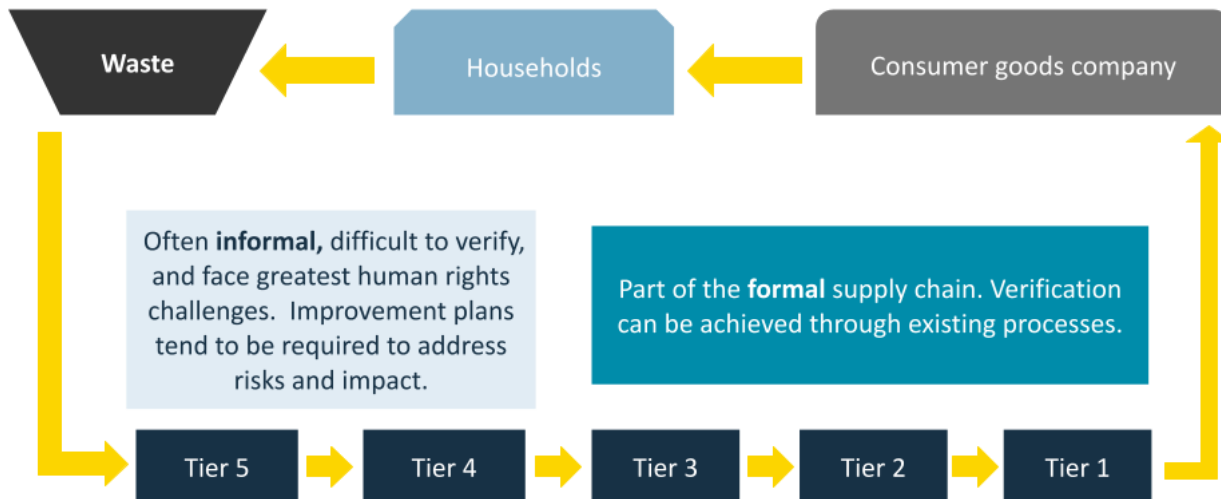 Waste
Households
Consumer goods company
Often informal, difficult to verify,
and face greatest human rights
challenges.  Improvement plans
tend to be required to address
risks and impact.
Part of the formal supply chain. Verification
can be achieved through existing processes.
Tier 5
Tier 4
Tier 3
Tier 2
Tier 1